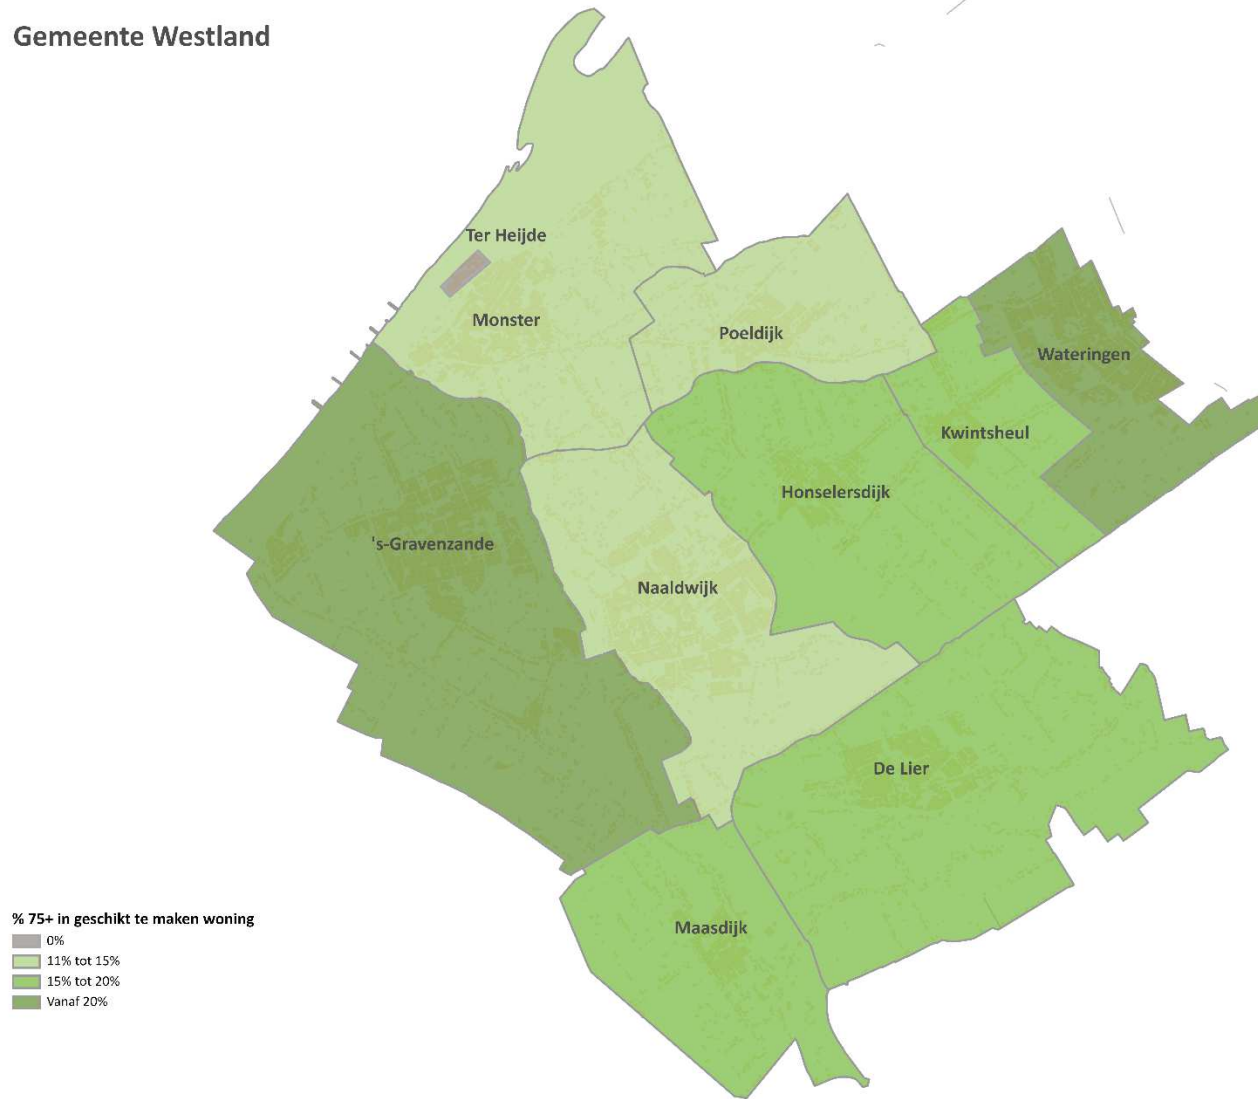 Gemeente Westland
Ter Heijde
Monster
Poeldijk
Wateringen
Kwintsheul
Honselersdijk
's-Gravenzande
Naaldwijk
De Lier
Maasdijk
% 75+ in geschikt te maken woning
0%
11% tot 15%
15% tot 20%
Vanaf 20%